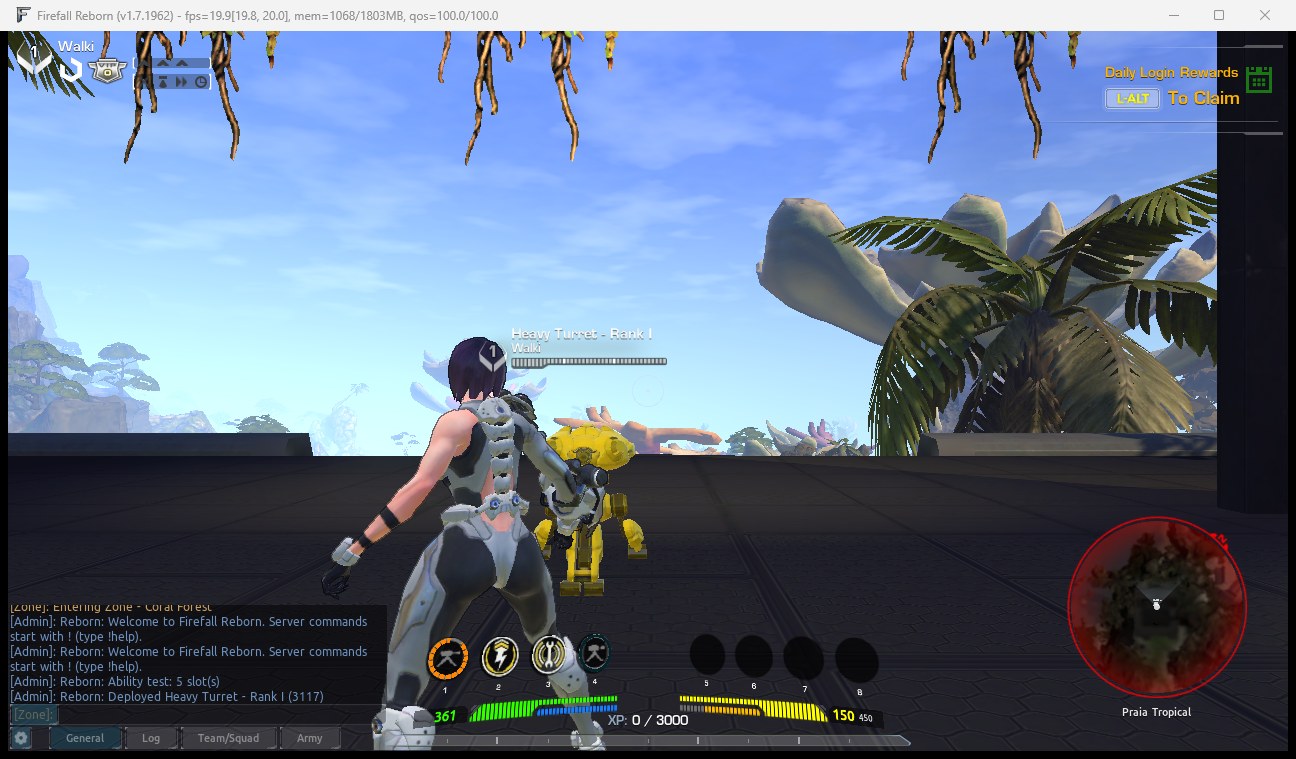 Firefall Reborn (v1.7.1962) - fps=19.9[19.8, 20.0], mem=1068/1803MB, qos=100.0/100.0
1
Walki
VIP
Daily Login Rewards
L-ALT To Claim
Heavy Turret - Rank I
1
Walki
[Zone]: Entering Zone - Coral Forest
[Admin]: Reborn: Welcome to Firefall Reborn. Server commands
start with ! (type !help).
[Admin]: Reborn: Welcome to Firefall Reborn. Server commands
start with ! (type !help).
[Admin]: Reborn: Ability test: 5 slot(s)
[Admin]: Reborn: Deployed Heavy Turret - Rank I (3117)
[Zone]:
General Log Team/Squad Army
1 2 3 4 5 6 7 8
361
XP: 0 / 3000
150 450
Praia Tropical